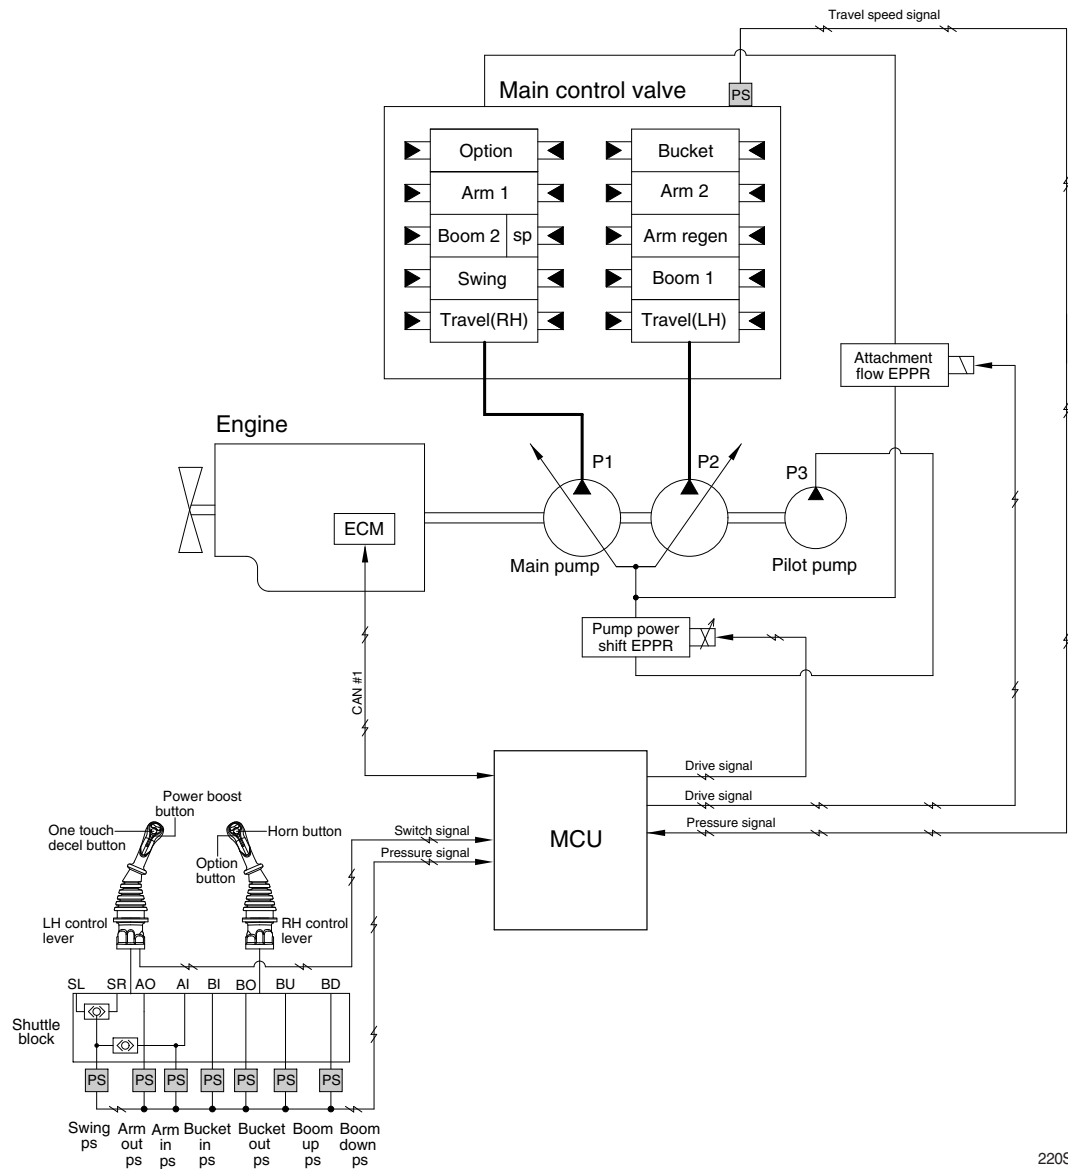 Travel speed signal
Main control valve
PS
Option
Bucket
Arm 1
Arm 2
Boom 2
sp
Arm regen
Swing
Boom 1
Travel(RH)
Travel(LH)
Attachment
flow EPPR
Engine
P1
P2
P3
ECM
Main pump
Pilot pump
Pump power
shift EPPR
CAN #1
MCU
Drive signal
Drive signal
Pressure signal
Switch signal
Pressure signal
Power boost
button
One touch
decel button
Horn button
Option
button
LH control
lever
RH control
lever
SL
SR
AO
AI
BI
BO
BU
BD
Shuttle
block
PS
PS
PS
PS
PS
PS
PS
Swing
ps
Arm
out
ps
Arm
in
ps
Bucket
in
ps
Bucket
out
ps
Boom
up
ps
Boom
down
ps